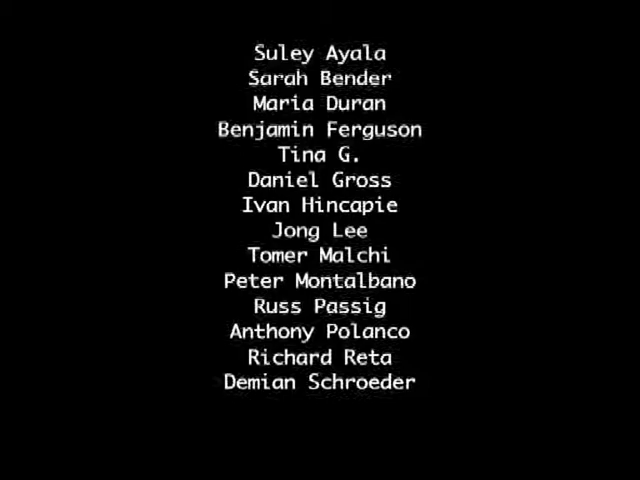 Suley Ayala
Sarah Bender
Maria Duran
Benjamin Ferguson
Tina G.
Daniel Gross
Ivan Hincapie
Jong Lee
Tomer Malchi
Peter Montalbano
Russ Passig
Anthony Polanco
Richard Reta
Demian Schroeder